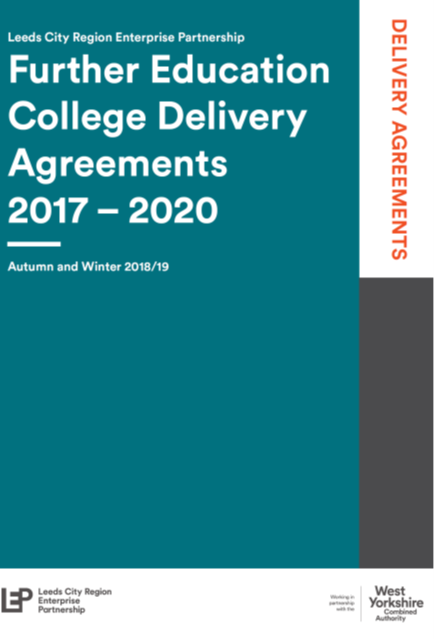 Leeds City Region Enterprise Partnership
Further Education
College Delivery
Agreements
2017 – 2020
Autumn and Winter 2018/19
DELIVERY AGREEMENTS
LEP
Leeds City Region
Enterprise
Partnership
Working in
partnership
with the
West
Yorkshire
Combined
Authority